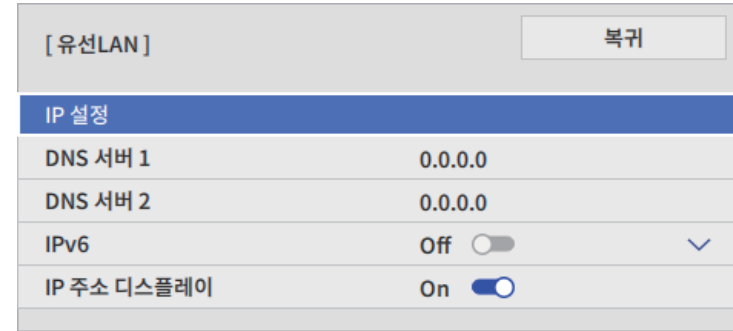 [ 유선LAN ]
복귀
IP 설정
DNS 서버 1 0.0.0.0
DNS 서버 2 0.0.0.0
IPv6 Off
IP 주소 디스플레이 On